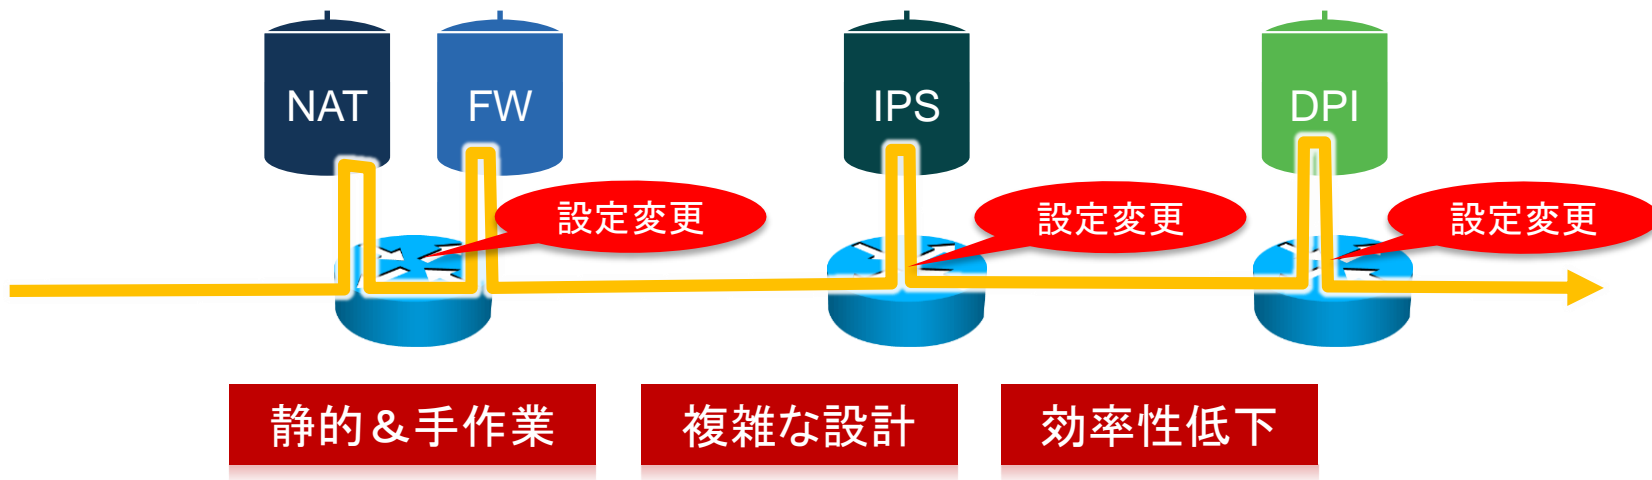 NAT
FW
IPS
DPI
設定変更
設定変更
設定変更
静的&手作業
複雑な設計
効率性低下